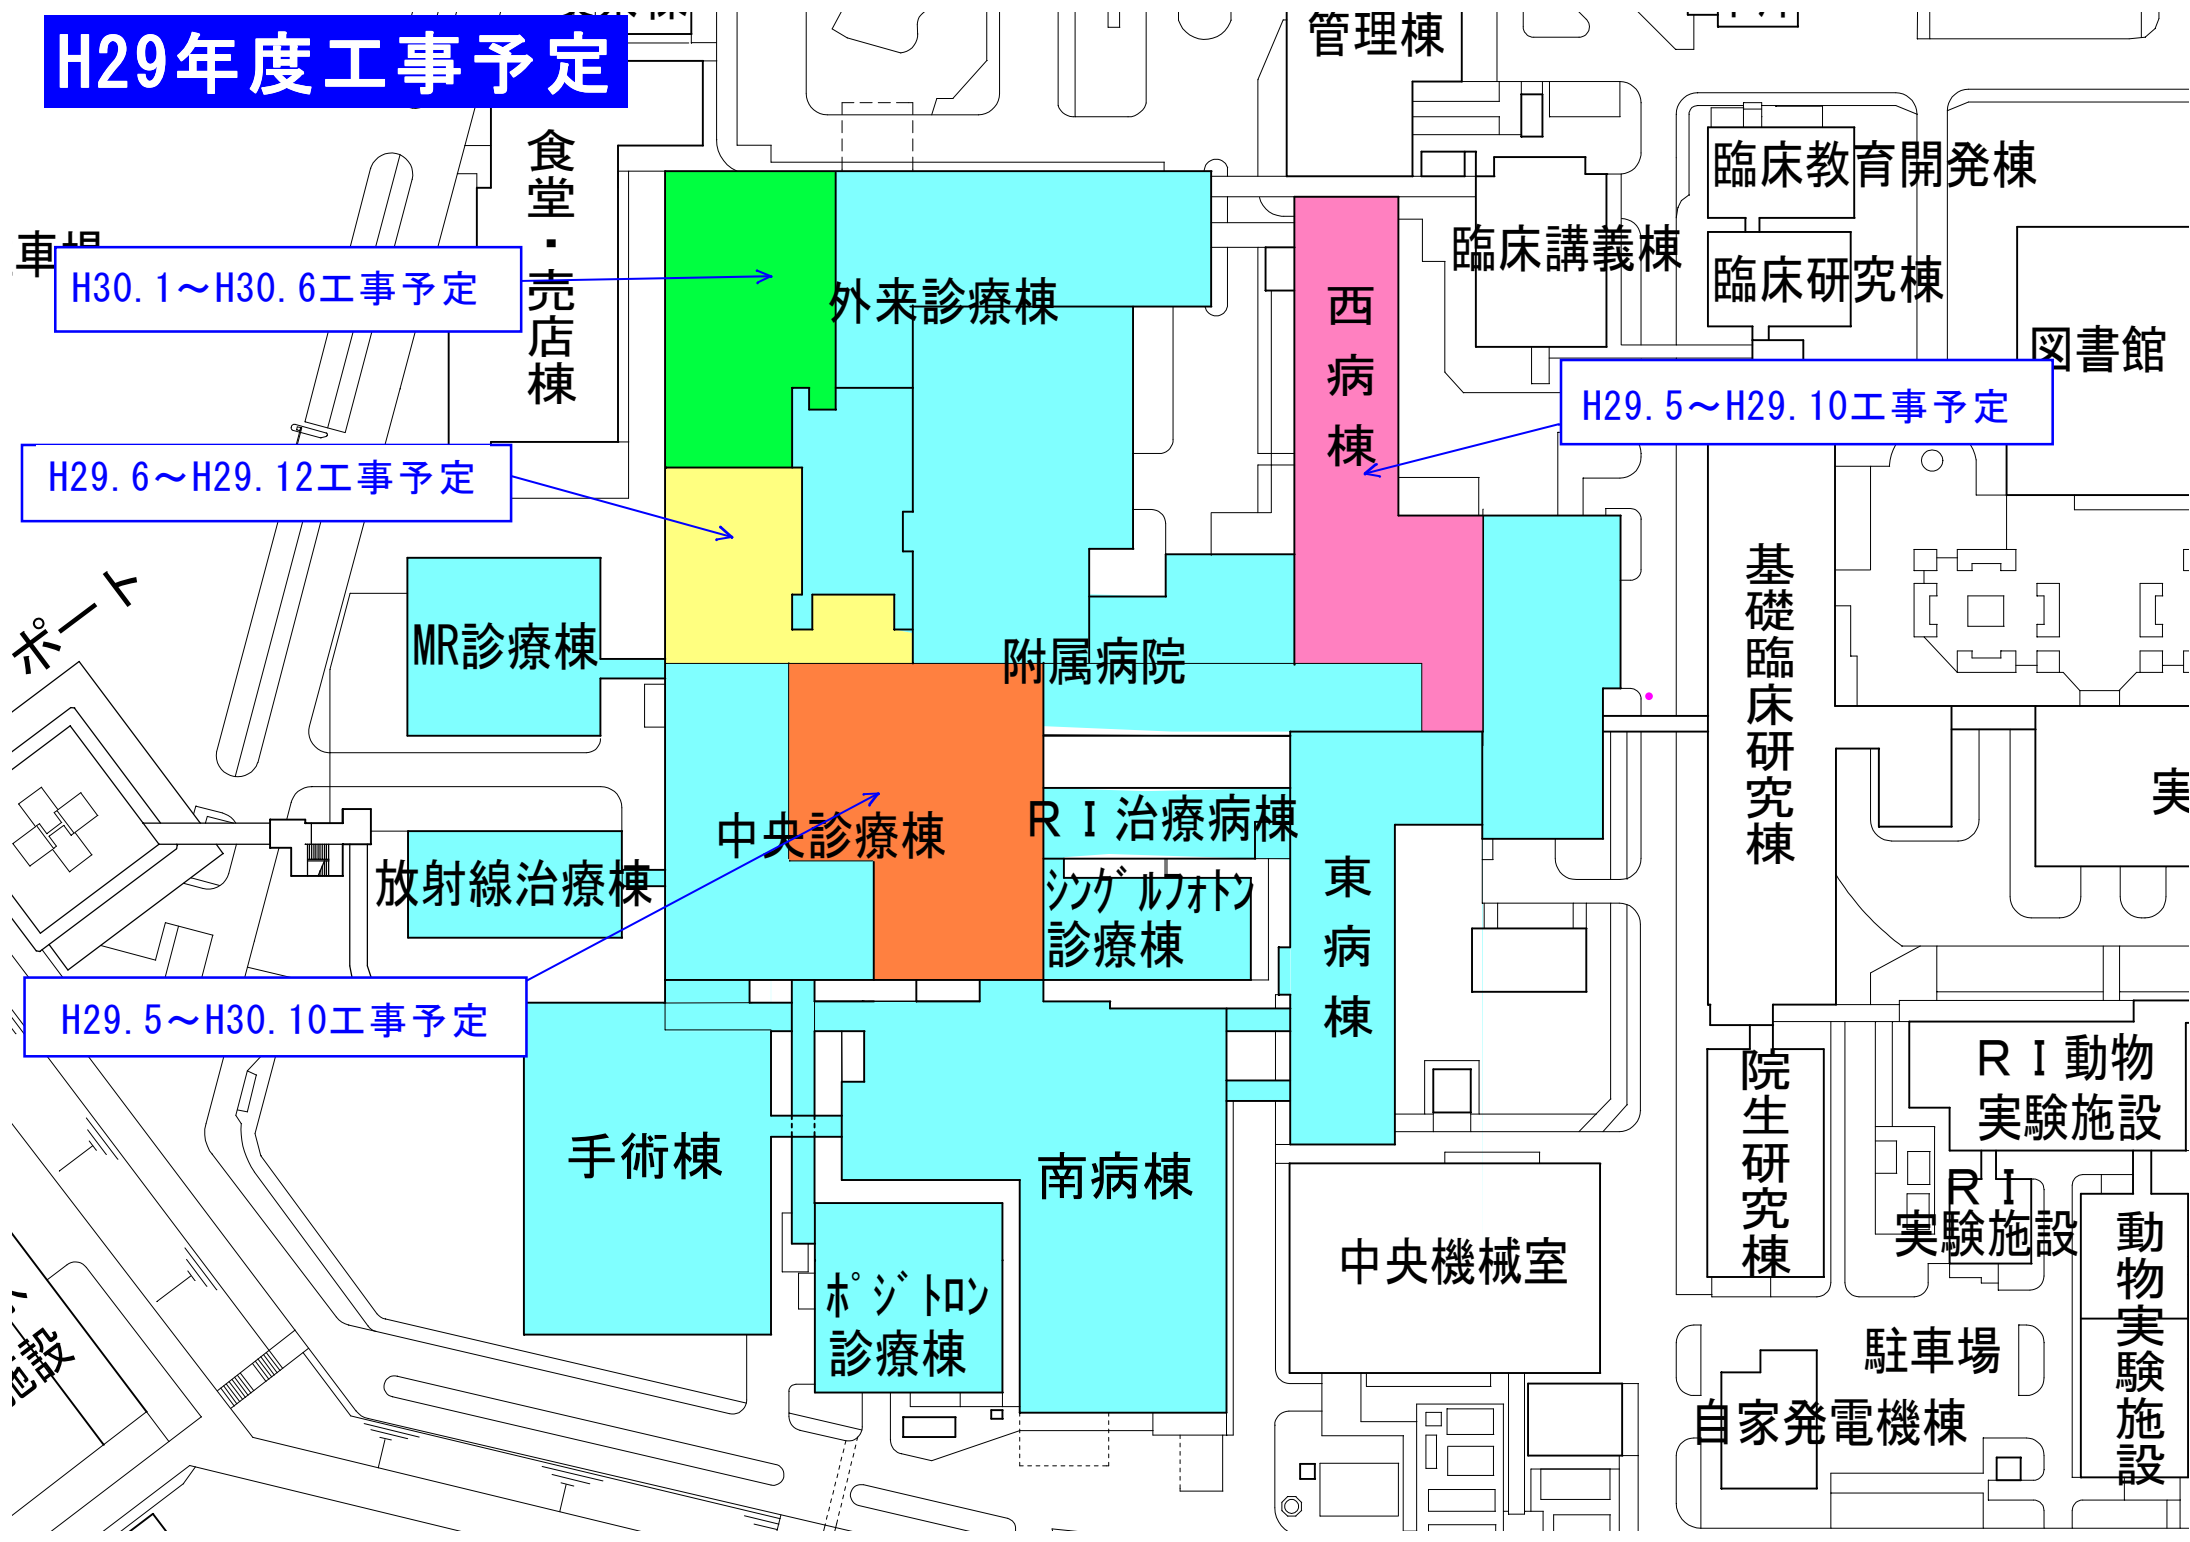 H29年度工事予定
管理棟
食堂・売店棟
臨床教育開発棟
車場
H30.1～H30.6工事予定
外来診療棟
西病棟
臨床講義棟
臨床研究棟
図書館
H29.5～H29.10工事予定
H29.6～H29.12工事予定
基礎臨床研究棟
ポート
MR診療棟
附属病院
実
中央診療棟
ＲＩ治療病棟
放射線治療棟
ｼﾝｸﾞﾙﾌｫﾄﾝ
診療棟
東病棟
H29.5～H30.10工事予定
院生研究棟
ＲＩ動物
実験施設
手術棟
南病棟
ＲＩ
実験施設
動物実験施設
中央機械室
ﾎﾟｼﾞﾄﾛﾝ
診療棟
施設
駐車場
自家発電機棟